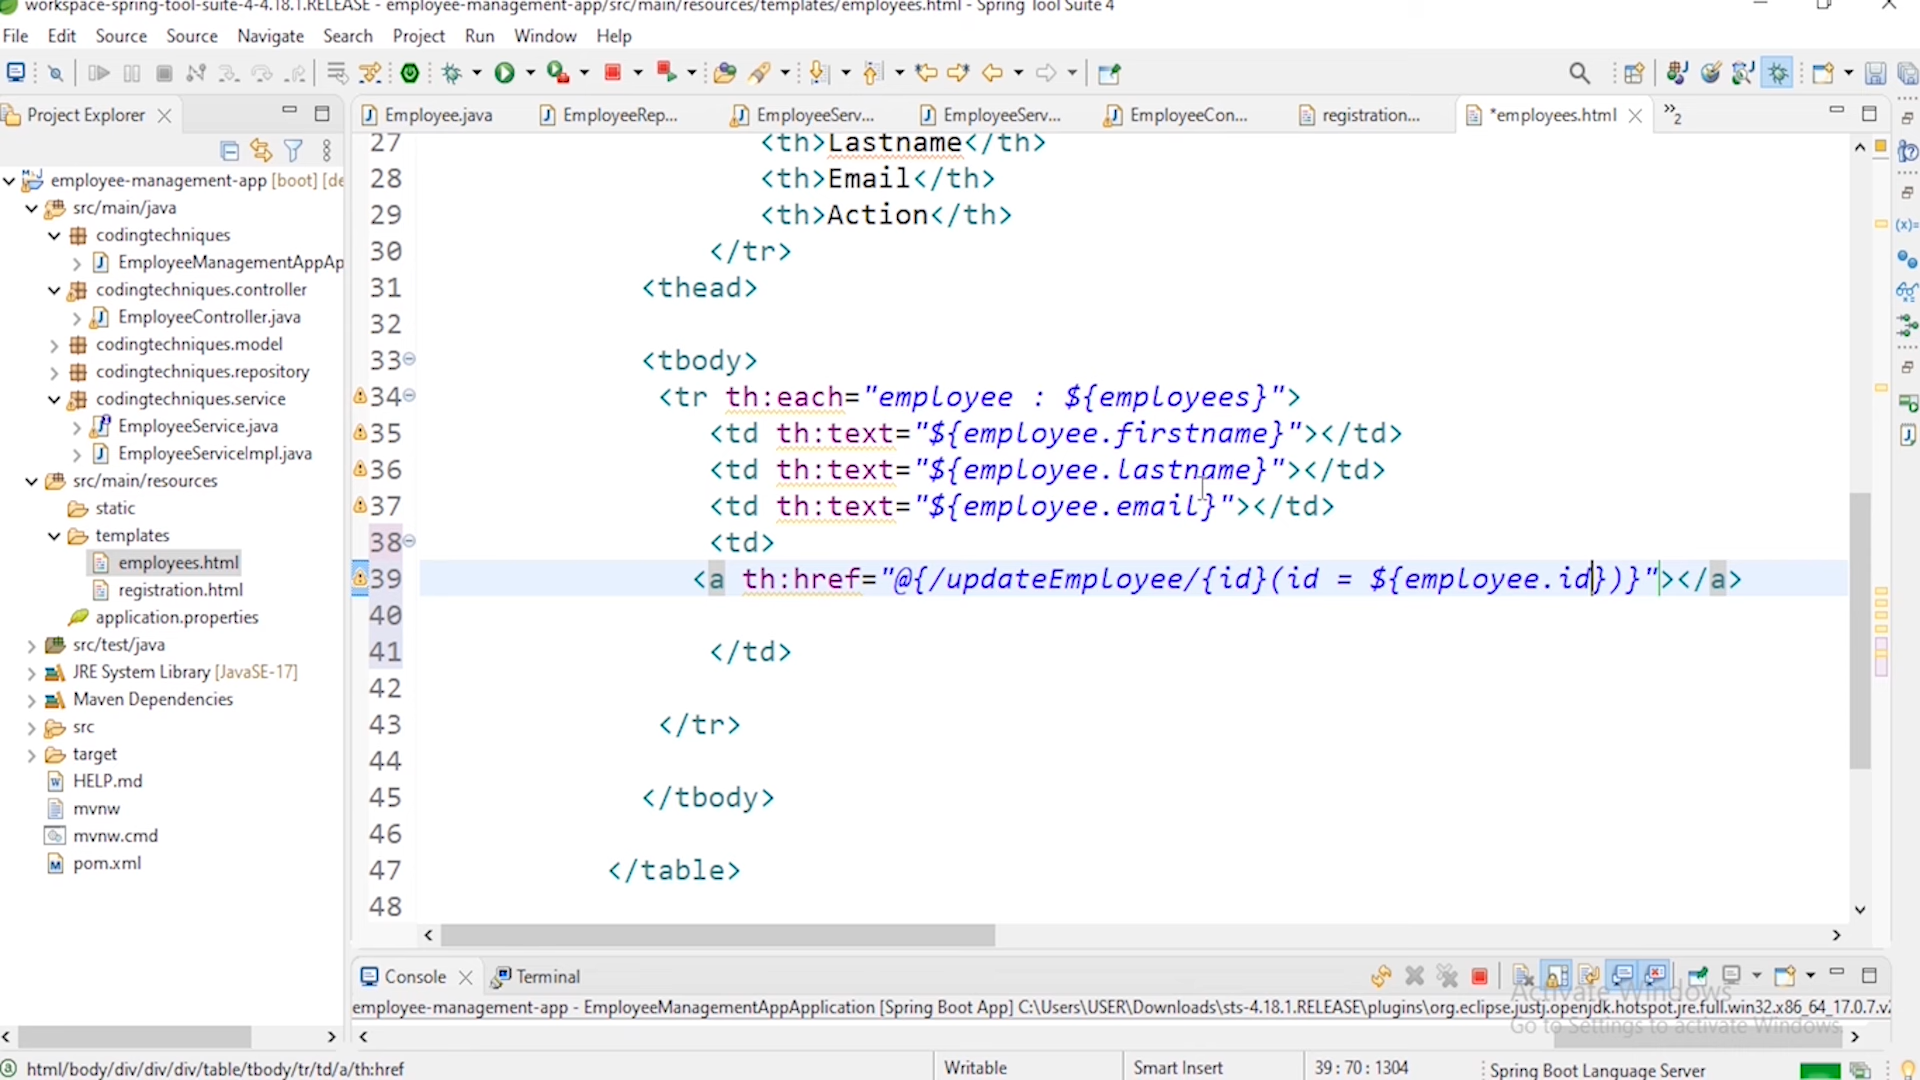 workspace-spring-tool-suite-4-4.18.1.RELEASE - employee-management-app/src/main/resources/templates/employees.html - Spring Tool Suite 4
File Edit Source Source Navigate Search Project Run Window Help
Project Explorer
Employee.java EmployeeRep... EmployeeServ... EmployeeServ... EmployeeCon... registration... *employees.html »2
employee-management-app [boot] [de
src/main/java
codingtechniques
EmployeeManagementAppAp
codingtechniques.controller
EmployeeController.java
codingtechniques.model
codingtechniques.repository
codingtechniques.service
EmployeeService.java
EmployeeServiceImpl.java
src/main/resources
static
templates
employees.html
registration.html
application.properties
src/test/java
JRE System Library [JavaSE-17]
Maven Dependencies
src
target
HELP.md
mvnw
mvnw.cmd
pom.xml
27 <th>Lastname</th>
28 <th>Email</th>
29 <th>Action</th>
30 </tr>
31 <thead>
32
33 <tbody>
34 <tr th:each="employee : ${employees}">
35 <td th:text="${employee.firstname}"></td>
36 <td th:text="${employee.lastname}"></td>
37 <td th:text="${employee.email}"></td>
38 <td>
39 <a th:href="@{/updateEmployee/{id}(id = ${employee.id})}"></a>
40
41 </td>
42
43 </tr>
44
45 </tbody>
46
47 </table>
48
Console Terminal
employee-management-app - EmployeeManagementAppApplication [Spring Boot App] C:\Users\USER\Downloads\sts-4.18.1.RELEASE\plugins\org.eclipse.justj.openjdk.hotspot.jre.full.win32.x86_64_17.0.7.v
Activate Windows
Go to Settings to activate Windows.
html/body/div/div/div/table/tbody/tr/td/a/th:href
Writable
Smart Insert
39 : 70 : 1304
Spring Boot Language Server